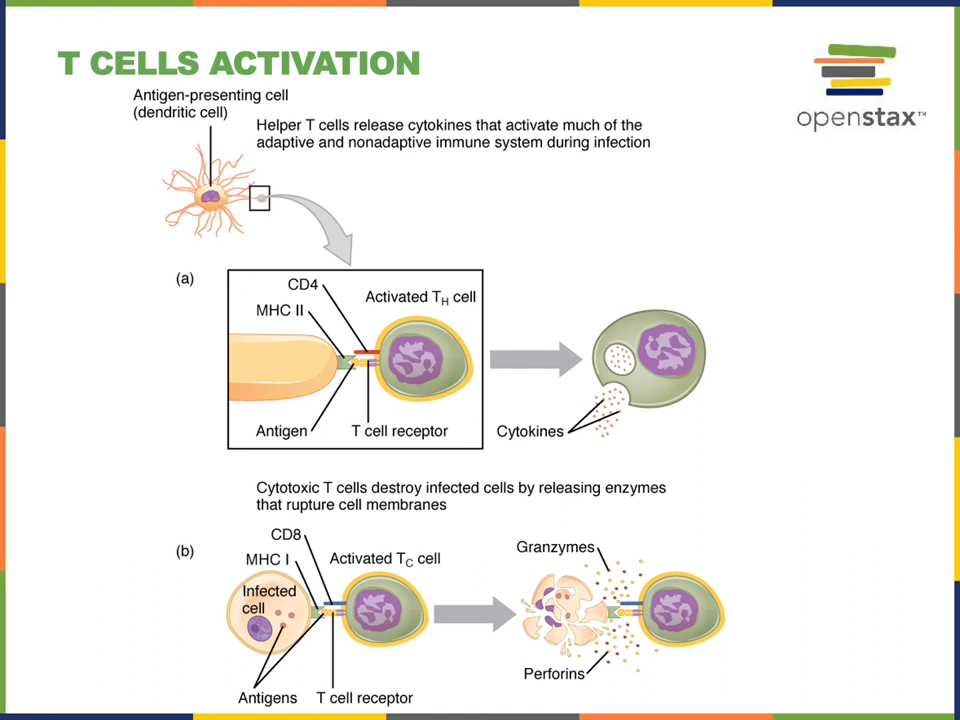 T CELLS ACTIVATION
openstax™
Antigen-presenting cell
(dendritic cell)
Helper T cells release cytokines that activate much of the
adaptive and nonadaptive immune system during infection
(a)
CD4
Activated TH cell
MHC II
Antigen
T cell receptor
Cytokines
Cytotoxic T cells destroy infected cells by releasing enzymes
that rupture cell membranes
(b)
CD8
MHC I
Activated TC cell
Granzymes
Infected
cell
Perforins
Antigens
T cell receptor